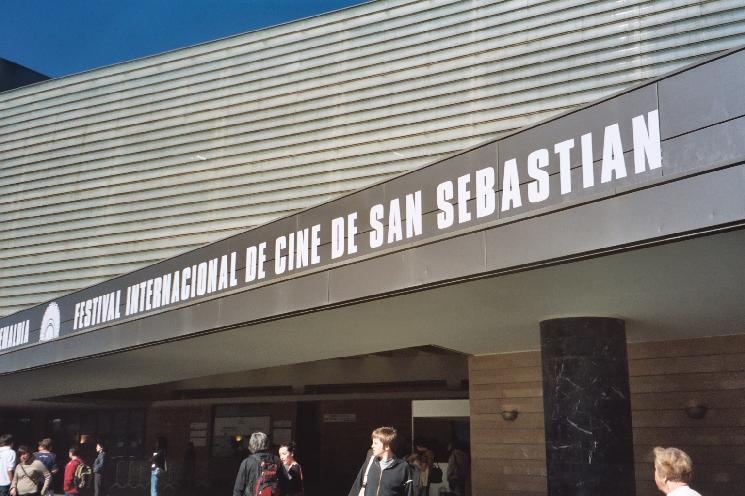 FESTIVAL INTERNACIONAL DE CINE DE SAN SEBASTIAN